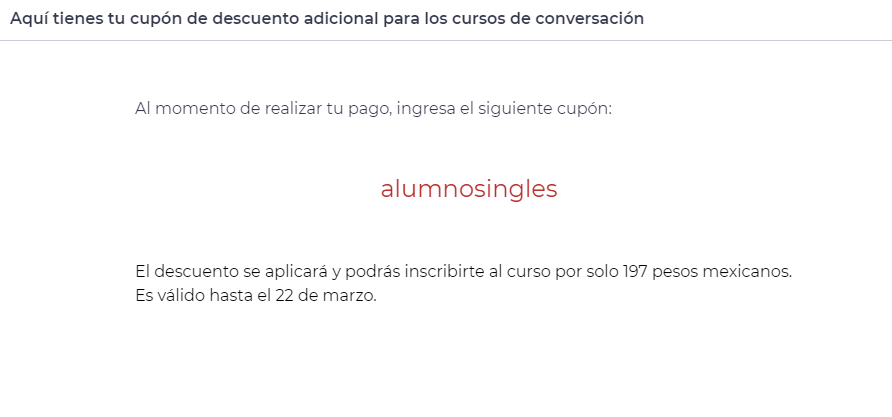 Aquí tienes tu cupón de descuento adicional para los cursos de conversación
Al momento de realizar tu pago, ingresa el siguiente cupón:
alumnosingles
El descuento se aplicará y podrás inscribirte al curso por solo 197 pesos mexicanos.
Es válido hasta el 22 de marzo.